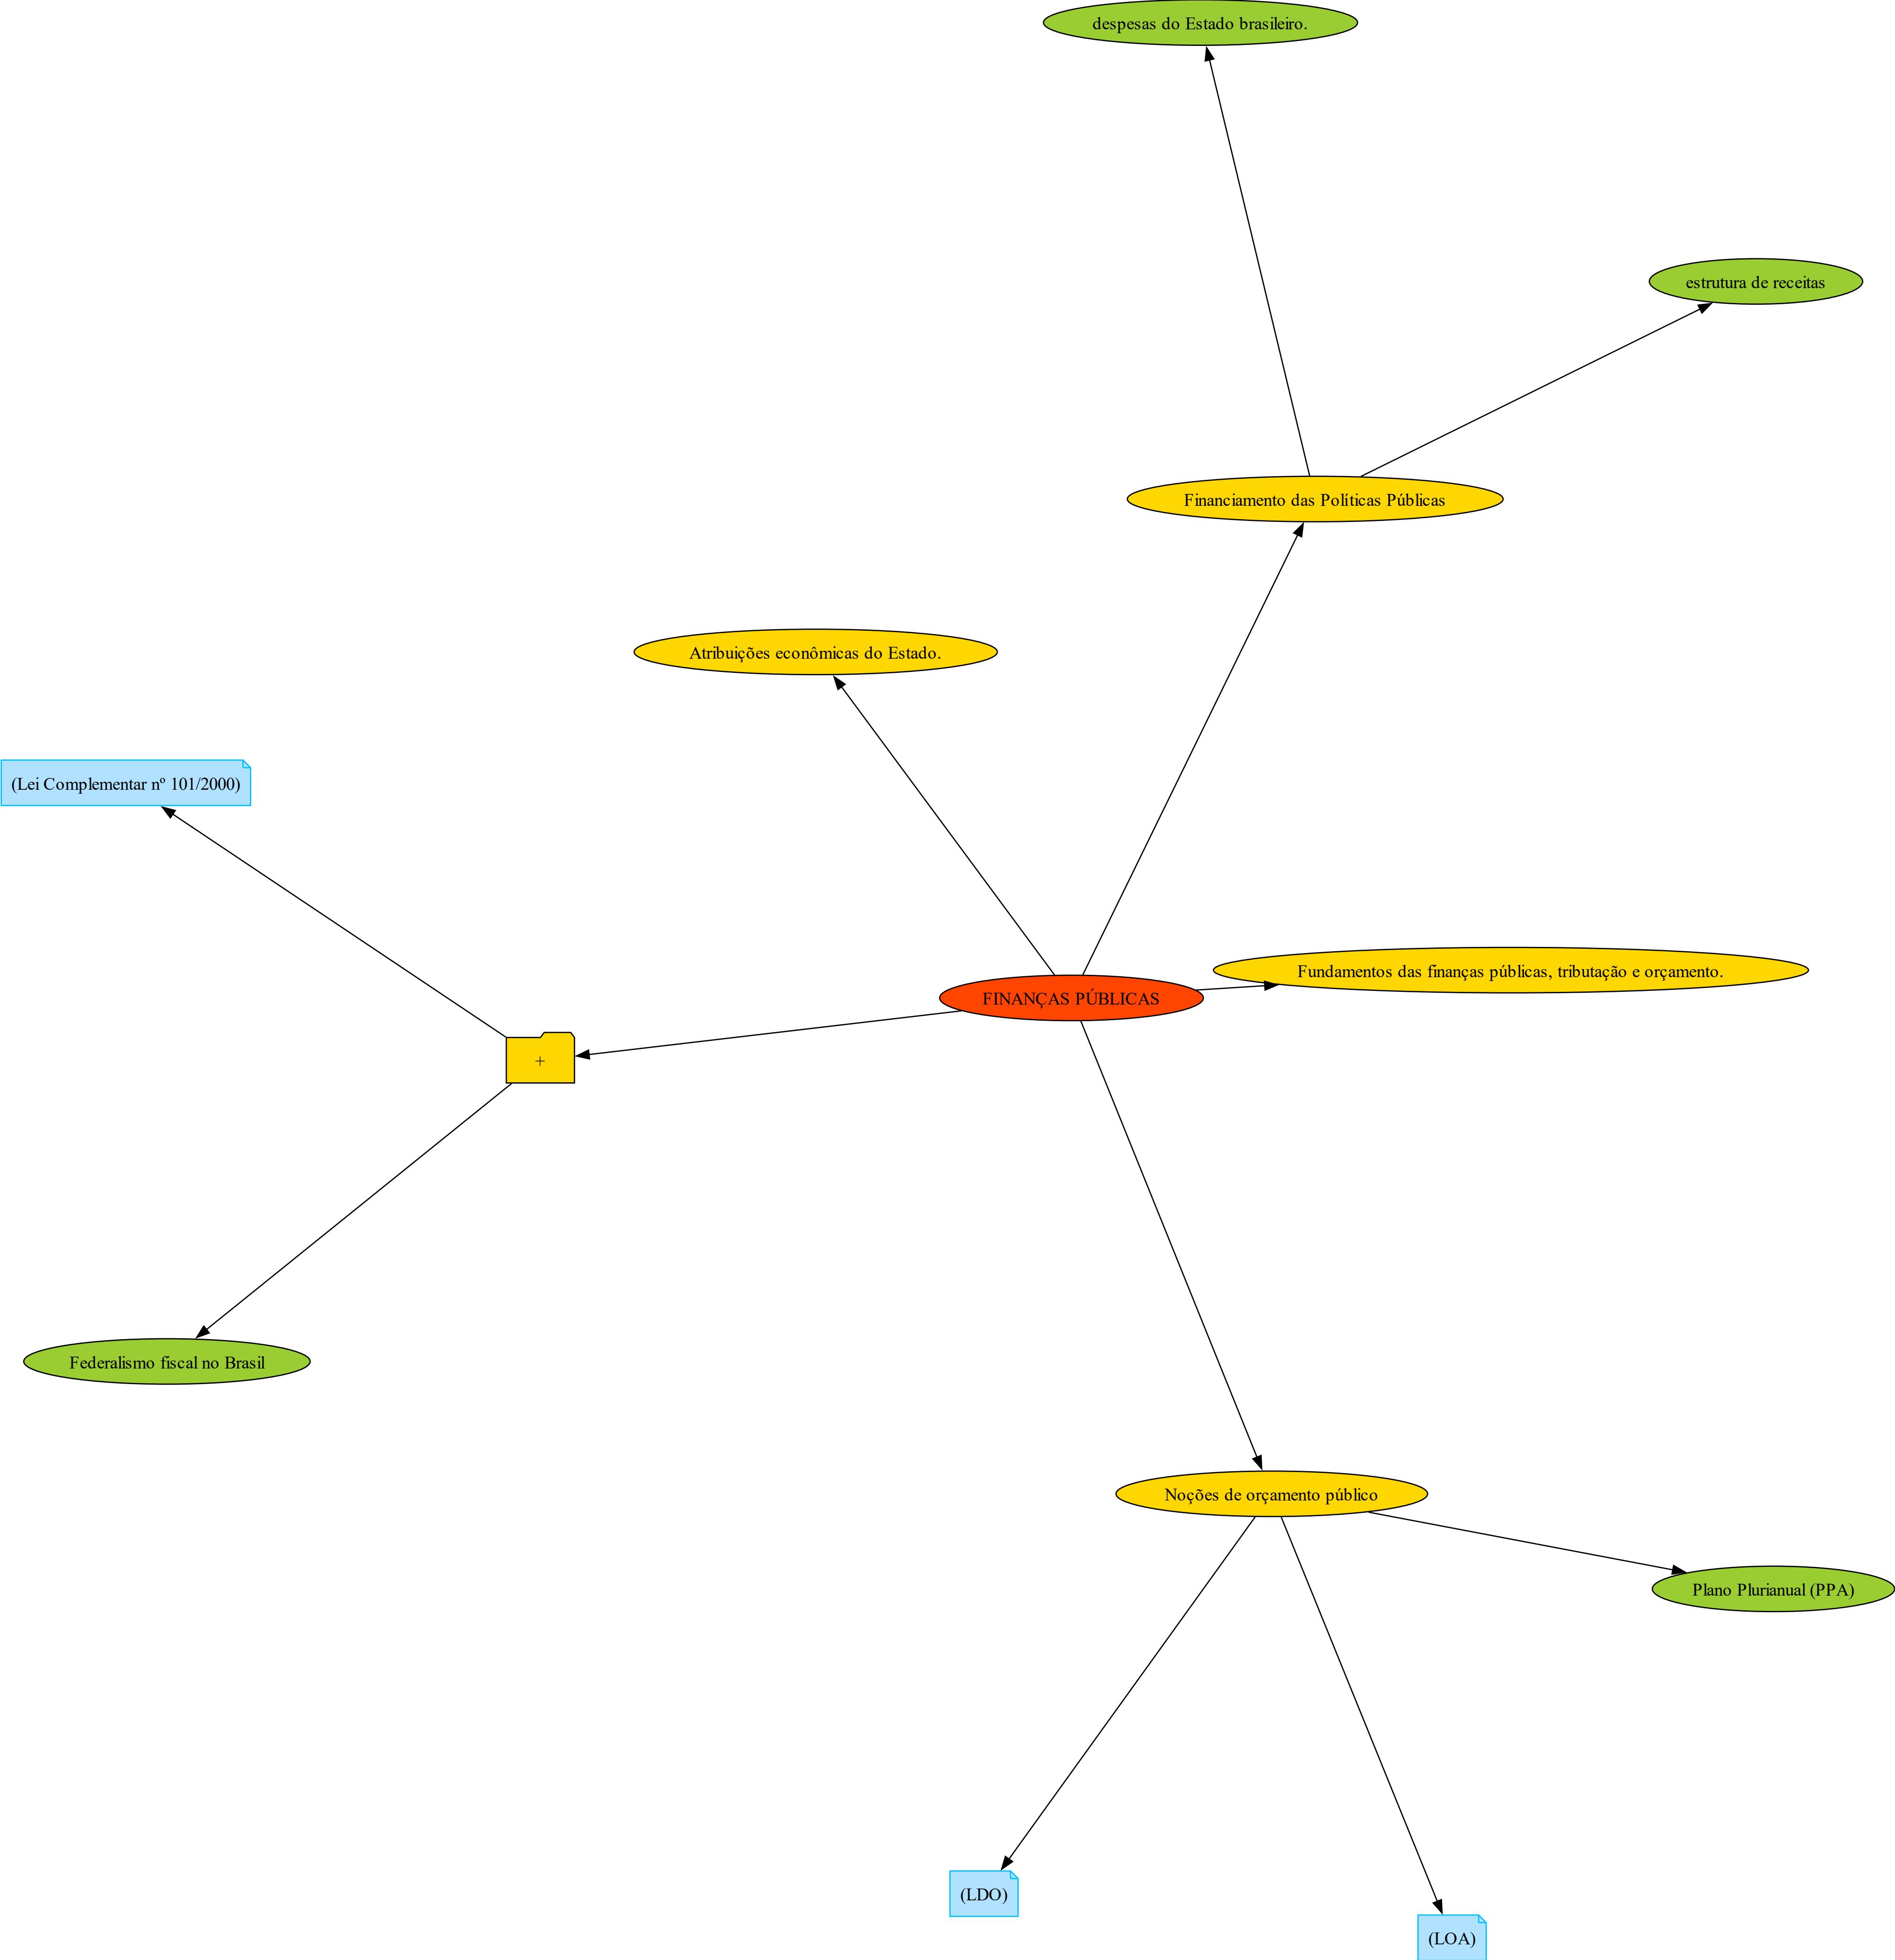 despesas do Estado brasileiro.
estrutura de receitas
Financiamento das Políticas Públicas
Atribuições econômicas do Estado.
(Lei Complementar nº 101/2000)
Fundamentos das finanças públicas, tributação e orçamento.
FINANÇAS PÚBLICAS
+
Federalismo fiscal no Brasil
Noções de orçamento público
Plano Plurianual (PPA)
(LDO)
(LOA)